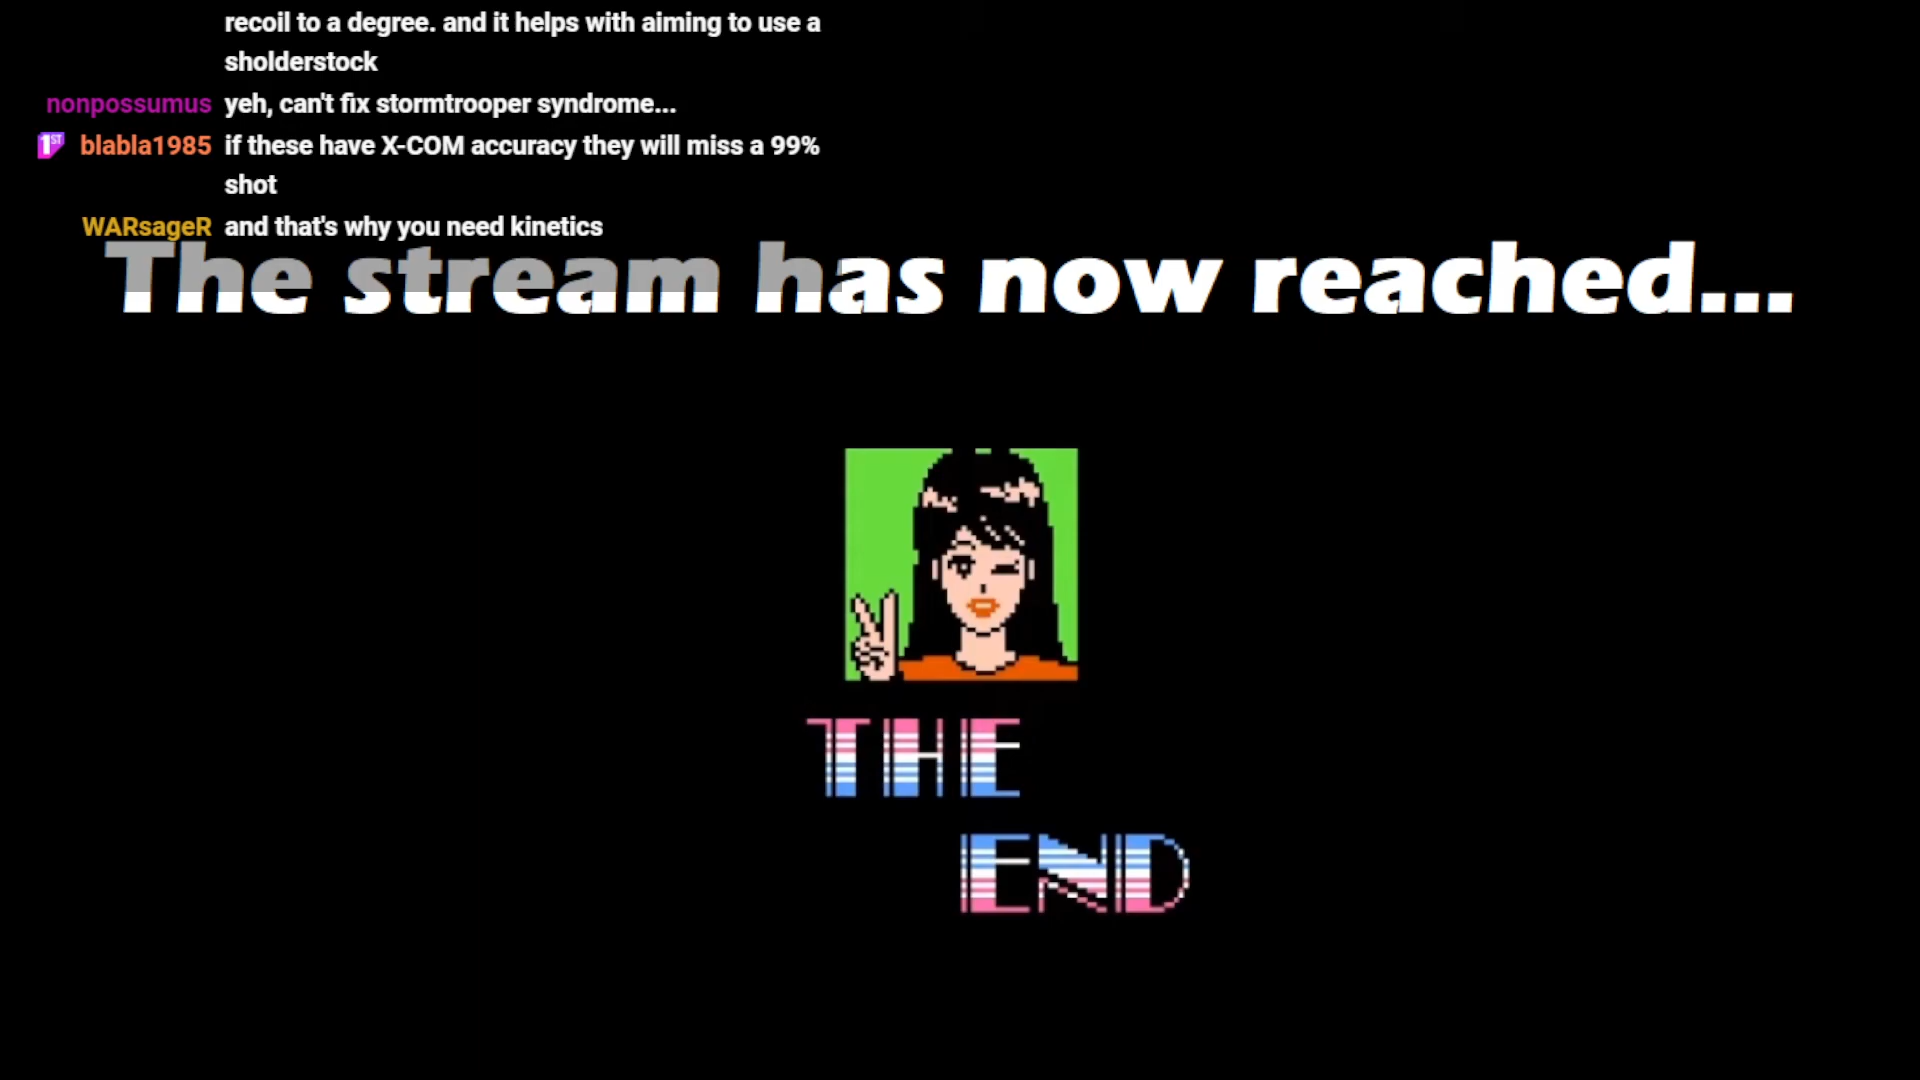 recoil to a degree. and it helps with aiming to use a
sholderstock
nonpossumus yeh, can't fix stormtrooper syndrome...
1ST blabla1985 if these have X-COM accuracy they will miss a 99%
shot
WARsageR and that's why you need kinetics
The stream has now reached...
THE
END